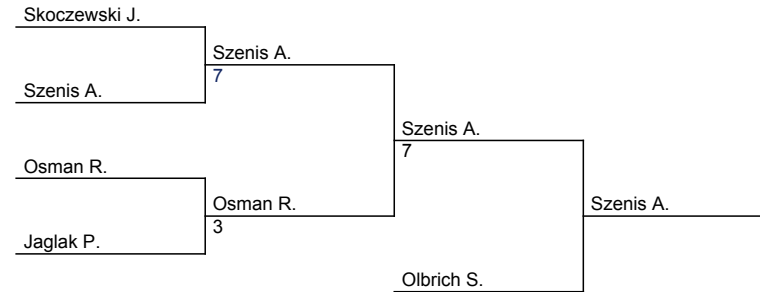 Skoczewski J.
Szenis A.
7
Szenis A.
Szenis A.
7
Osman R.
Osman R.
3
Szenis A.
Jaglak P.
Olbrich S.